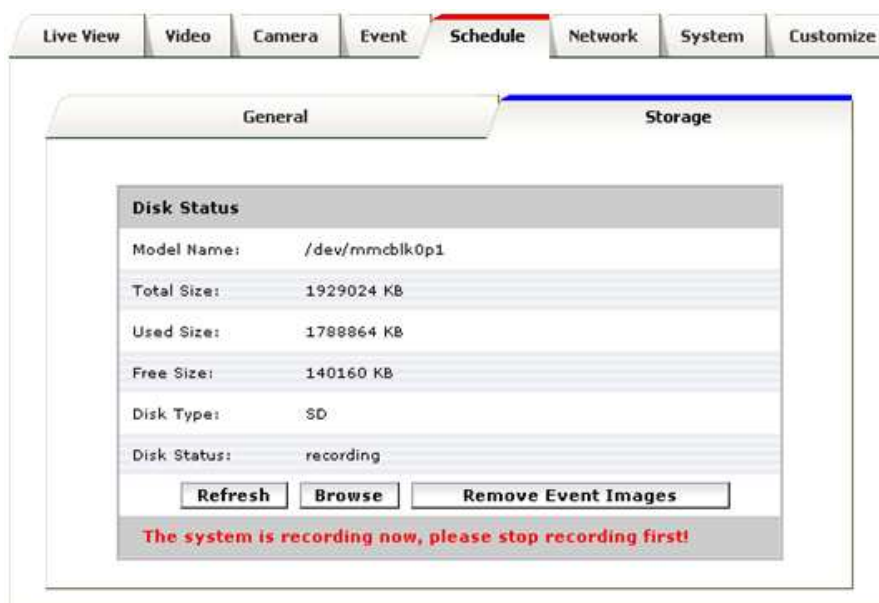 Live View Video Camera Event Schedule Network System Customize
General Storage
Disk Status
Model Name: /dev/mmcblk0p1
Total Size: 1929024 KB
Used Size: 1788864 KB
Free Size: 140160 KB
Disk Type: SD
Disk Status: recording
Refresh Browse Remove Event Images
The system is recording now, please stop recording first!